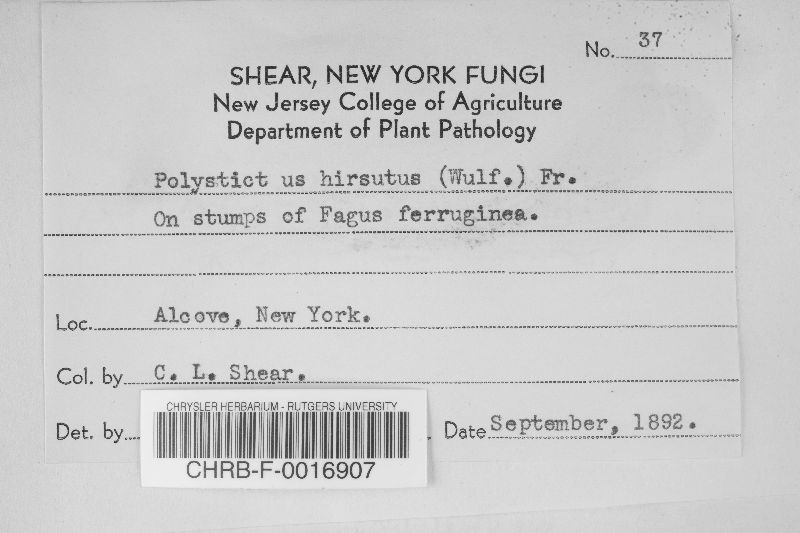 No. 37
SHEAR, NEW YORK FUNGI
New Jersey College of Agriculture
Department of Plant Pathology
Polystict us hirsutus (Wulf.) Fr.
On stumps of Fagus ferruginea.
Loc. Alcove, New York.
Col. by C. L. Shear.
Det. by Date September, 1892.
CHRYSLER HERBARIUM - RUTGERS UNIVERSITY
CHRB-F-0016907